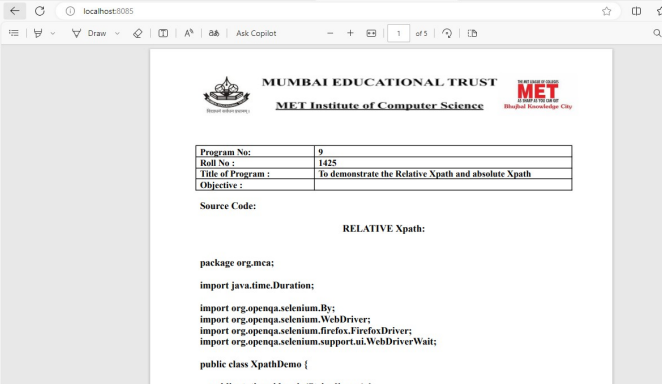 localhost:8085
Draw
Ask Copilot
1 of 5
MUMBAI EDUCATIONAL TRUST
MET Institute of Computer Science
THE MET LEAGUE OF COLLEGES
MET
AS SHARP AS YOU CAN GET
Bhujbal Knowledge City
Program No: 9
Roll No : 1425
Title of Program : To demonstrate the Relative Xpath and absolute Xpath
Objective :
Source Code:
RELATIVE Xpath:
package org.mca;
import java.time.Duration;
import org.openqa.selenium.By;
import org.openqa.selenium.WebDriver;
import org.openqa.selenium.firefox.FirefoxDriver;
import org.openqa.selenium.support.ui.WebDriverWait;
public class XpathDemo {